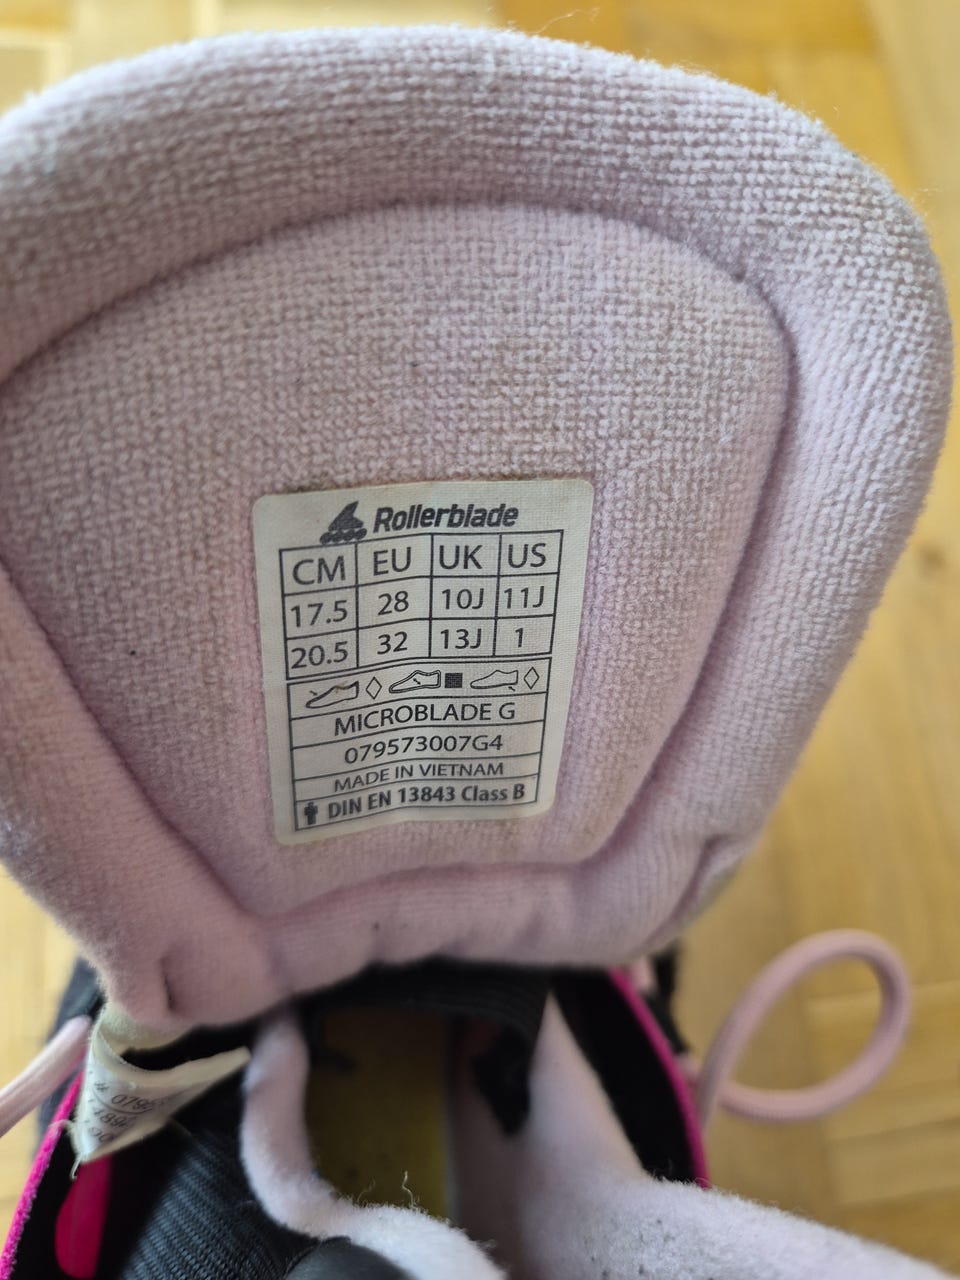 Rollerblade
CM EU UK US
17.5 28 10J 11J
20.5 32 13J 1
MICROBLADE G
079573007G4
MADE IN VIETNAM
DIN EN 13843 Class B